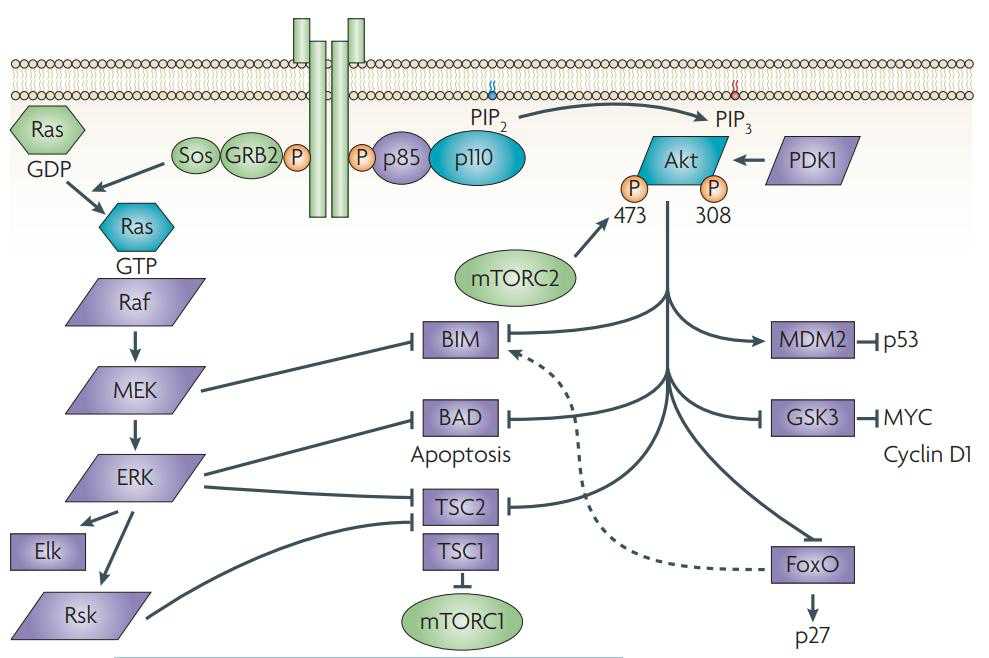 Ras
GDP
Sos
GRB2
P
P
p85
p110
PIP2
PIP3
Akt
PDK1
P
P
473
308
Ras
GTP
mTORC2
Raf
BIM
MDM2
p53
MEK
BAD
GSK3
MYC
Apoptosis
Cyclin D1
ERK
TSC2
Elk
TSC1
FoxO
Rsk
mTORC1
p27